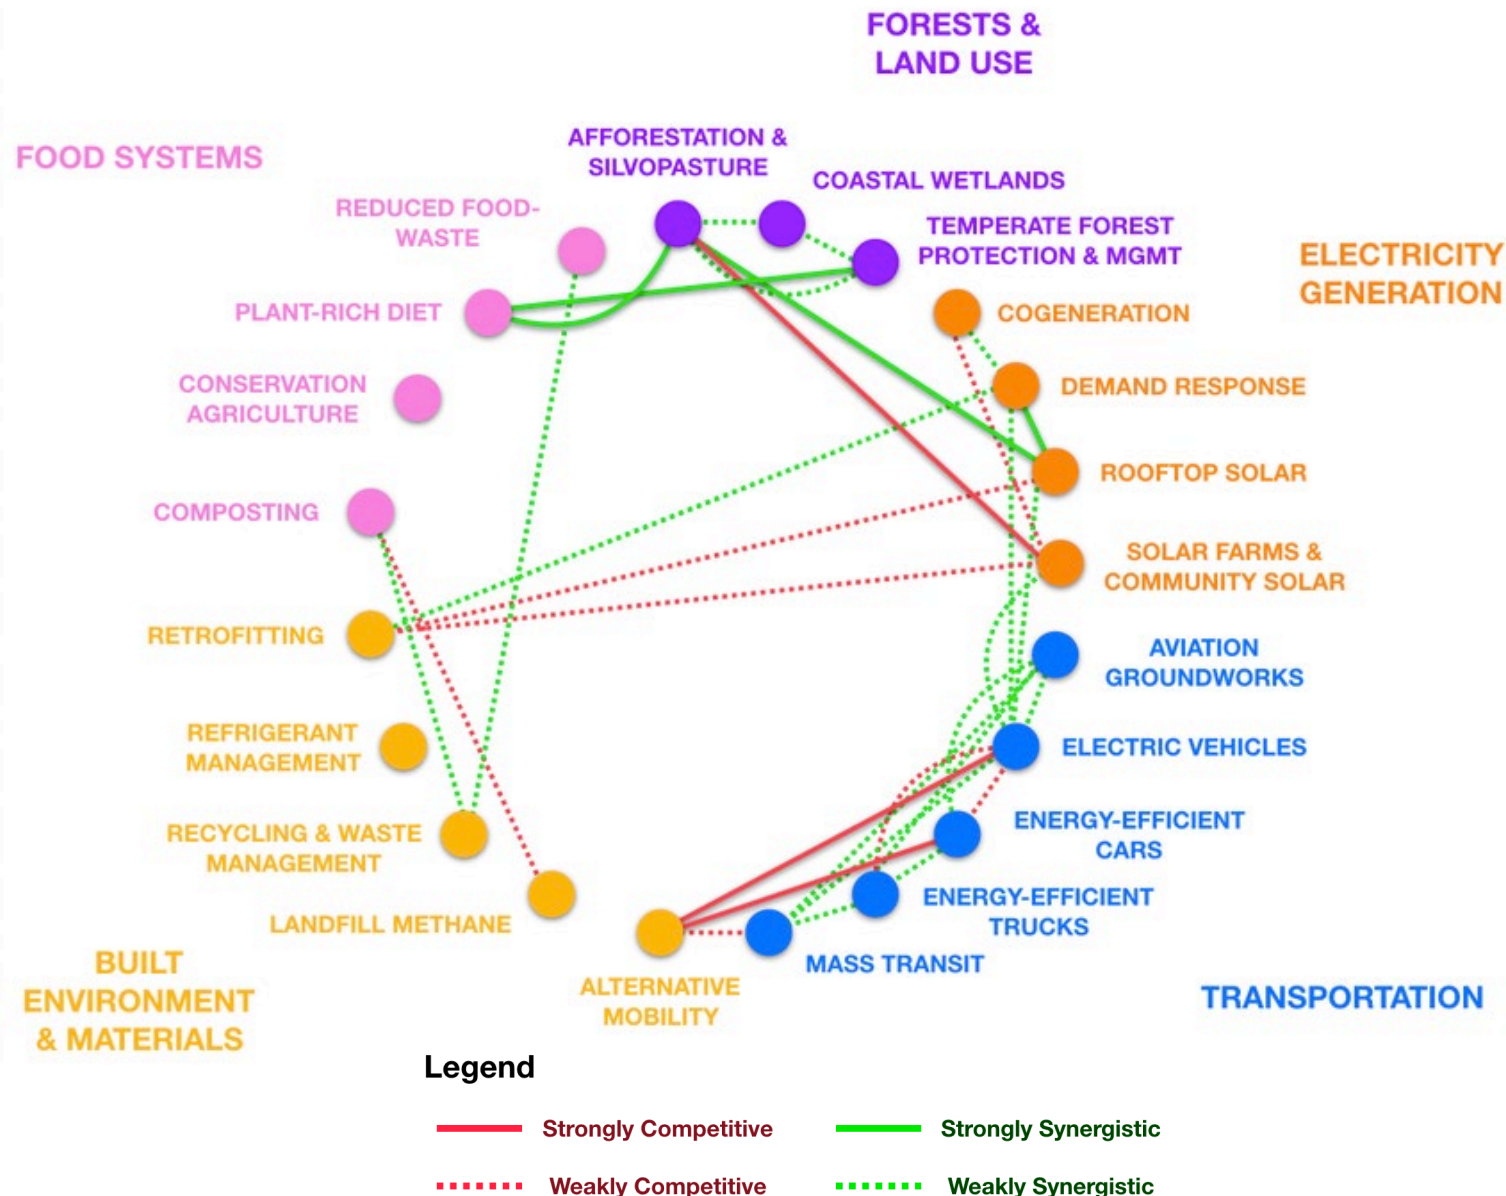 FORESTS &
LAND USE
FOOD SYSTEMS
AFFORESTATION &
SILVOPASTURE
COASTAL WETLANDS
REDUCED FOOD-
WASTE
TEMPERATE FOREST
PROTECTION & MGMT
ELECTRICITY
GENERATION
PLANT-RICH DIET
COGENERATION
CONSERVATION
AGRICULTURE
DEMAND RESPONSE
ROOFTOP SOLAR
COMPOSTING
SOLAR FARMS &
COMMUNITY SOLAR
RETROFITTING
AVIATION
GROUNDWORKS
REFRIGERANT
MANAGEMENT
ELECTRIC VEHICLES
RECYCLING & WASTE
MANAGEMENT
ENERGY-EFFICIENT
CARS
LANDFILL METHANE
ENERGY-EFFICIENT
TRUCKS
MASS TRANSIT
ALTERNATIVE
MOBILITY
BUILT
ENVIRONMENT
& MATERIALS
TRANSPORTATION
Legend
Strongly Competitive
Strongly Synergistic
Weakly Competitive
Weakly Synergistic